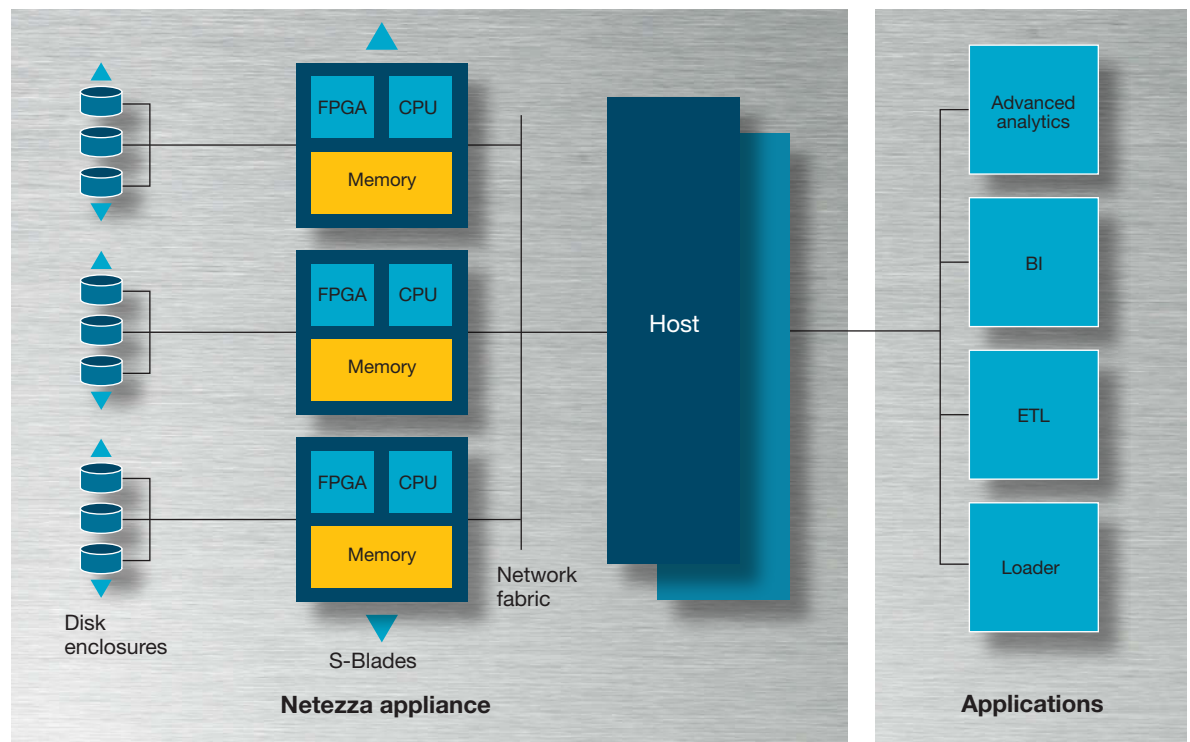 FPGA CPU
Memory
FPGA CPU
Memory
FPGA CPU
Memory
Disk
enclosures
S-Blades
Network
fabric
Host
Netezza appliance
Advanced
analytics
BI
ETL
Loader
Applications